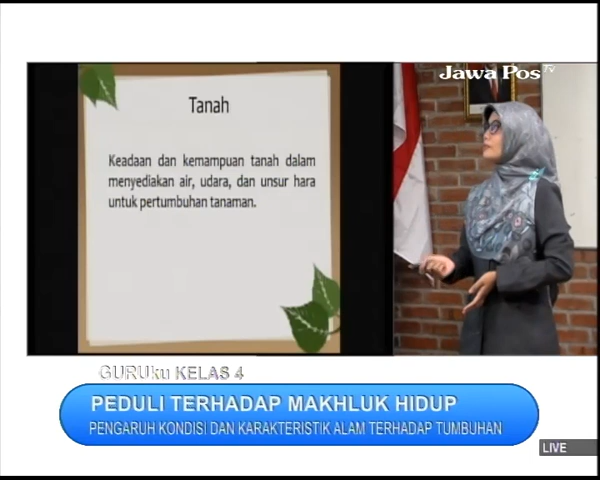 Jawa Pos TV
Tanah
Keadaan dan kemampuan tanah dalam
menyediakan air, udara, dan unsur hara
untuk pertumbuhan tanaman.
GURUku KELAS 4
PEDULI TERHADAP MAKHLUK HIDUP
PENGARUH KONDISI DAN KARAKTERISTIK ALAM TERHADAP TUMBUHAN
LIVE